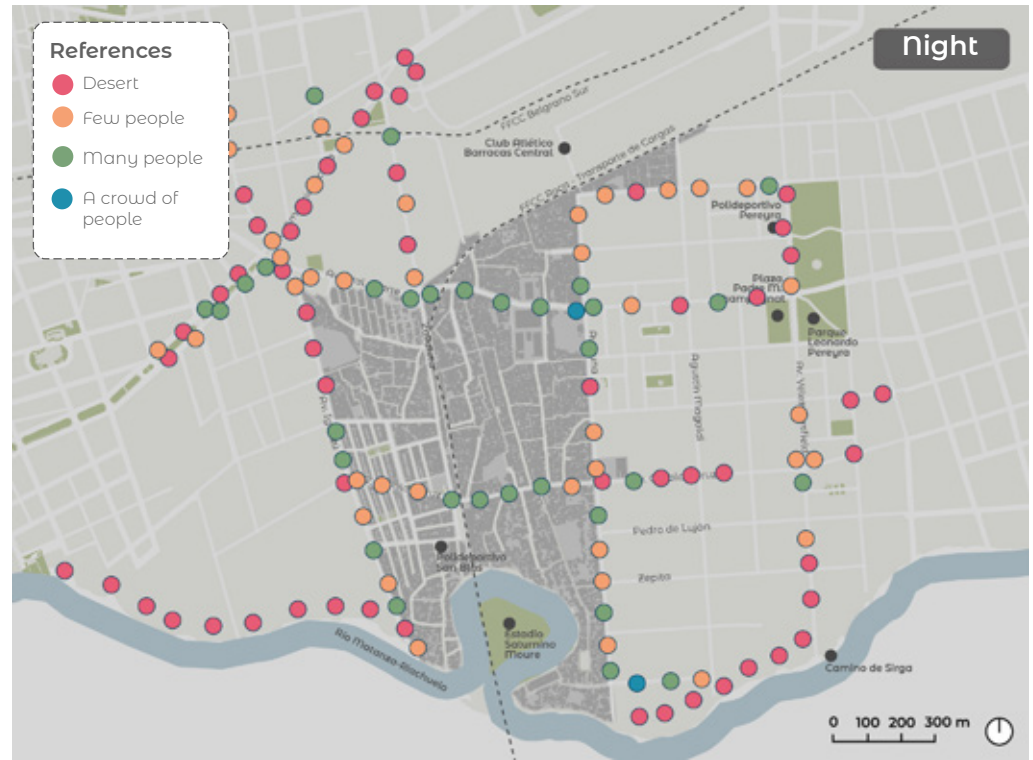 References
Desert
Few people
Many people
A crowd of
people
Night
FFCC Belgrano Sur
Club Atlético
Barracas Central
FFCC Roca - Transporte de Cargas
Polideportivo
Pereyra
Plaza
Padre M.
Parque
Leonardo
Pereyra
Agustín Magaldi
Pedro de Luján
Zepita
Polideportivo
San Blas
Estadio
Saturnino
Moure
Río Matanza-Riachuelo
Camino de Sirga
0 100 200 300 m